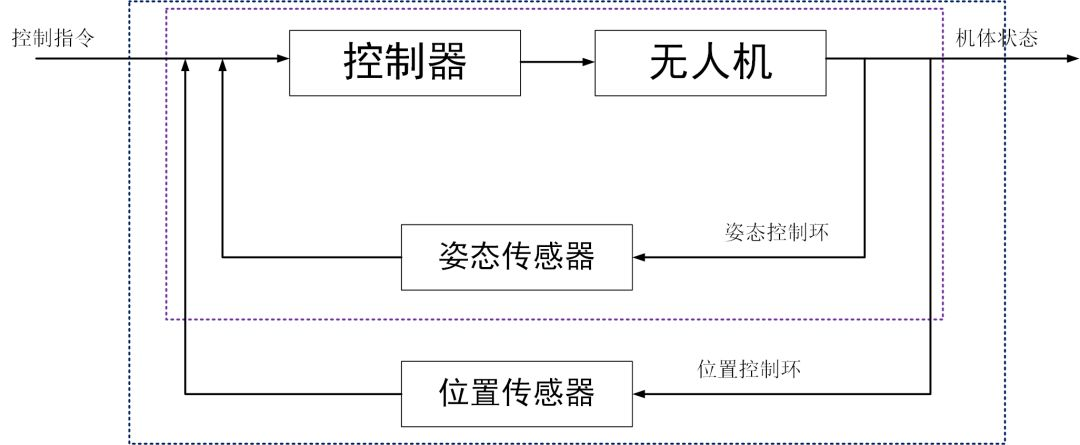 控制指令
控制器
无人机
机体状态
姿态控制环
姿态传感器
位置控制环
位置传感器